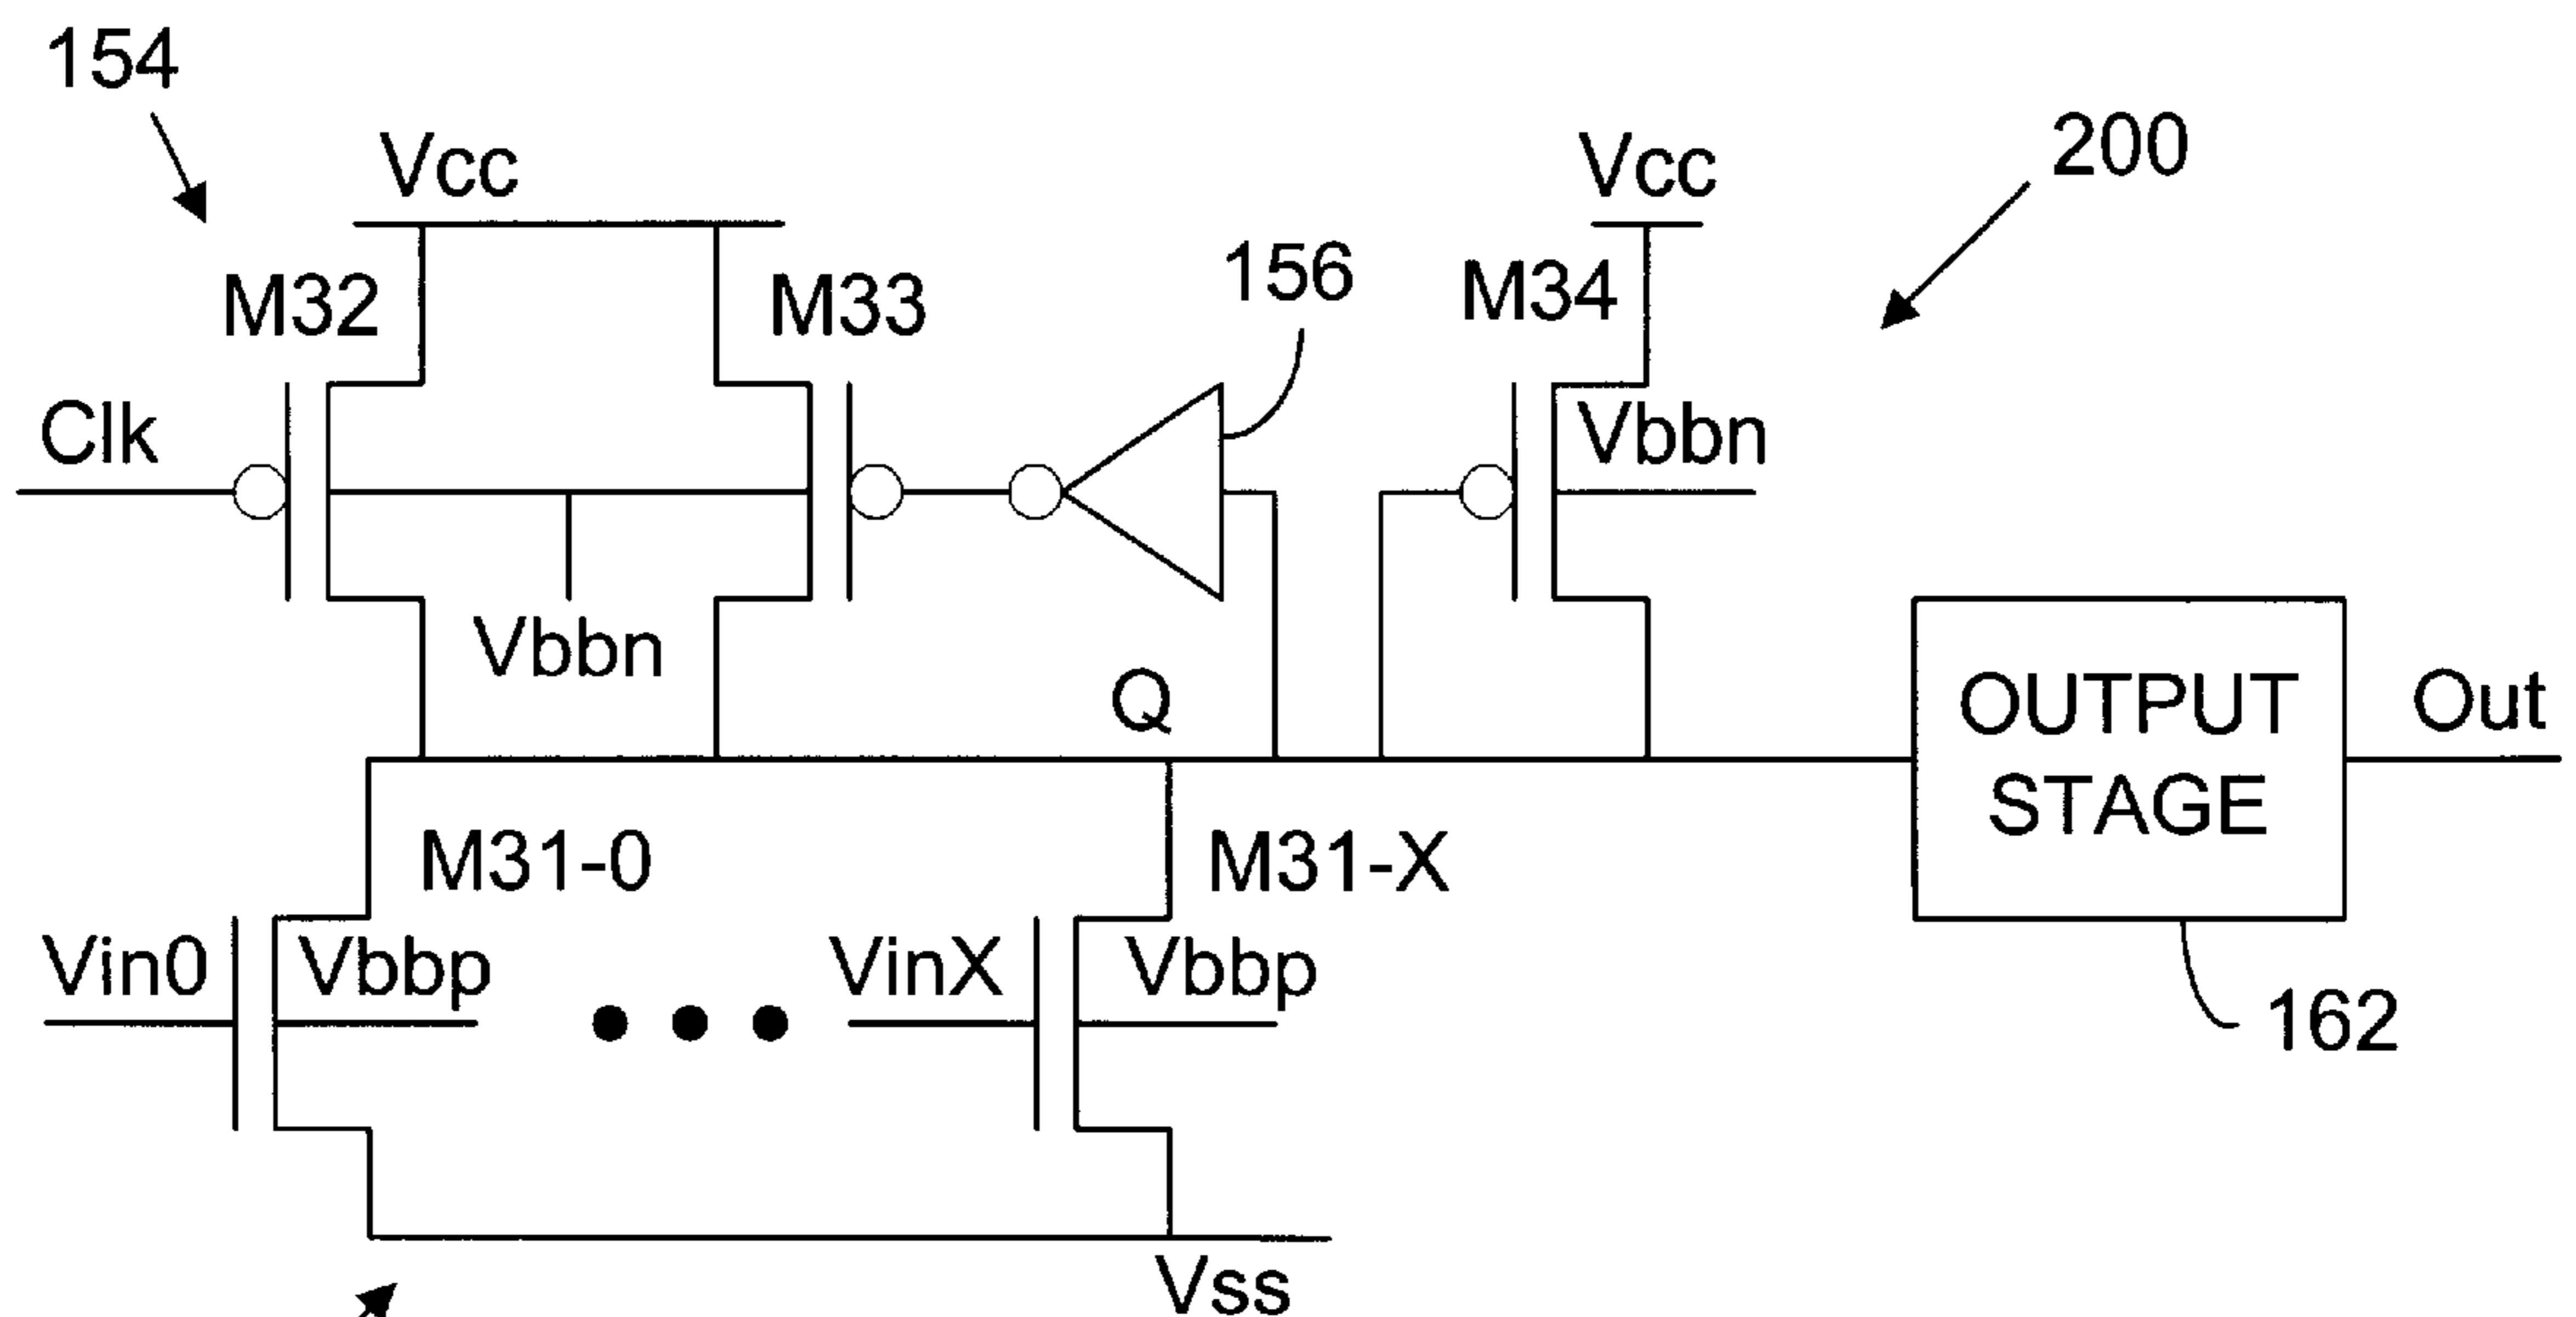 154
Vcc
Vcc
200
M32
M33
156
M34
Clk
Vbbn
Vbbn
Q
OUTPUT
STAGE
Out
M31-0
M31-X
Vin0
Vbbp
VinX
Vbbp
162
Vss